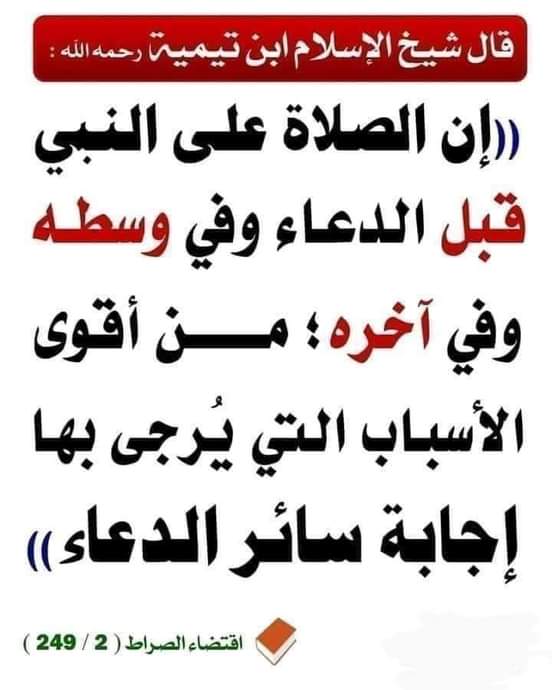 قال شيخ الإسلام ابن تيمية رحمه الله :
((إن الصلاة على النبي
قبل الدعاء وفي وسطه
وفي آخره ؛ مـــن أقوى
الأسباب التي يُرجى بها
إجابة سائر الدعاء))
اقتضاء الصراط ( 2 / 249 )